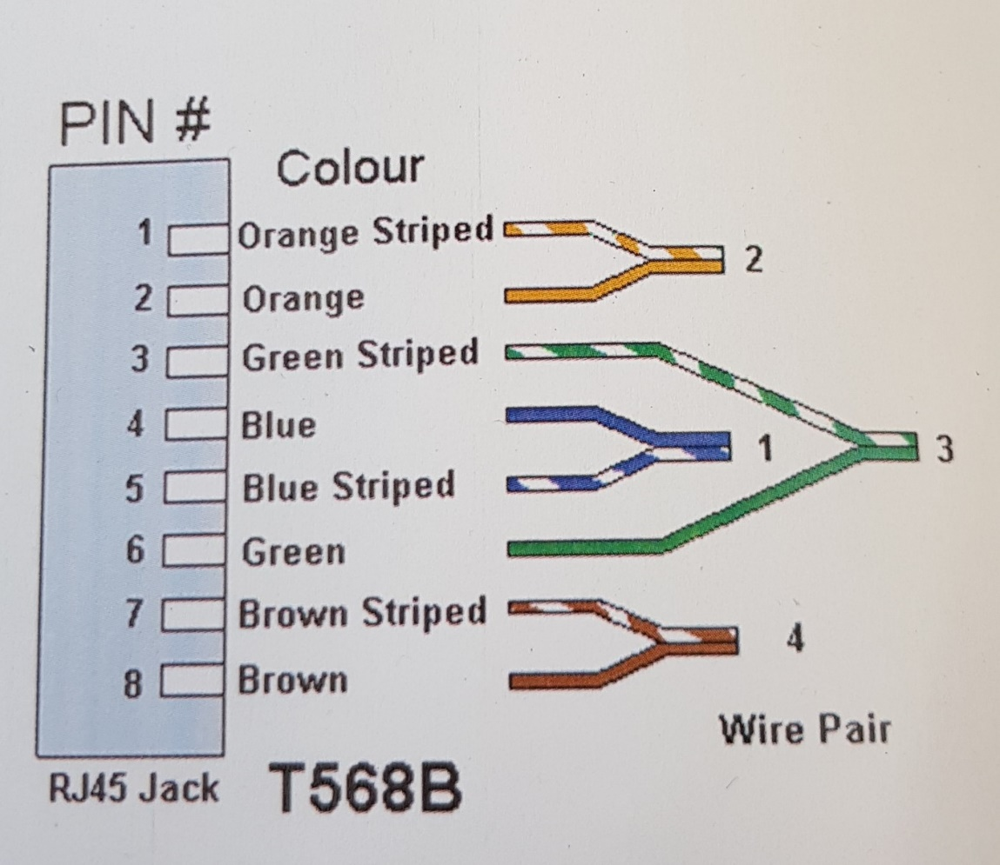 PIN #
Colour
1 Orange Striped 2
2 Orange
3 Green Striped
4 Blue
1 3
5 Blue Striped
6 Green
7 Brown Striped
4
8 Brown
Wire Pair
RJ45 Jack T568B